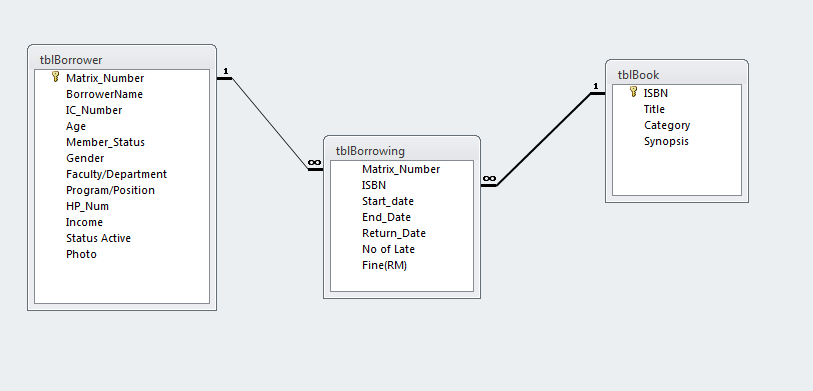 tblBorrower
Matrix_Number
BorrowerName
IC_Number
Age
Member_Status
Gender
Faculty/Department
Program/Position
HP_Num
Income
Status Active
Photo
1
∞
tblBorrowing
Matrix_Number
ISBN
Start_date
End_Date
Return_Date
No of Late
Fine(RM)
∞
1
tblBook
ISBN
Title
Category
Synopsis